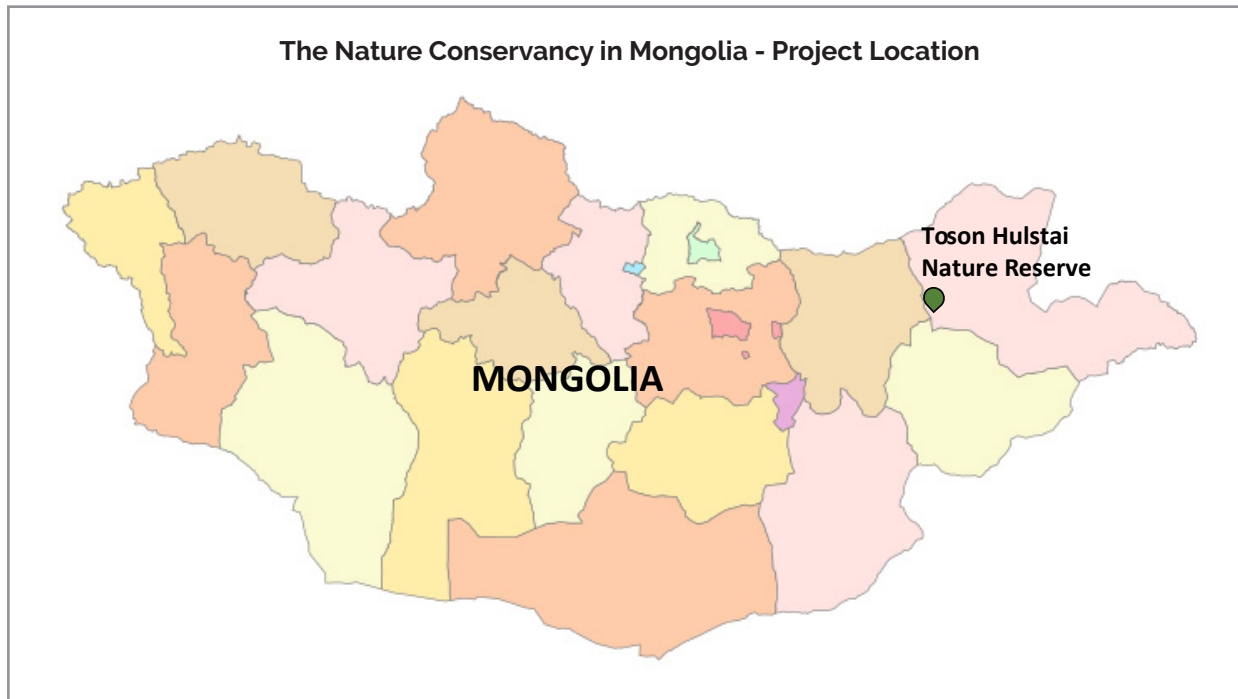 The Nature Conservancy in Mongolia - Project Location
Toson Hulstai
Nature Reserve
MONGOLIA